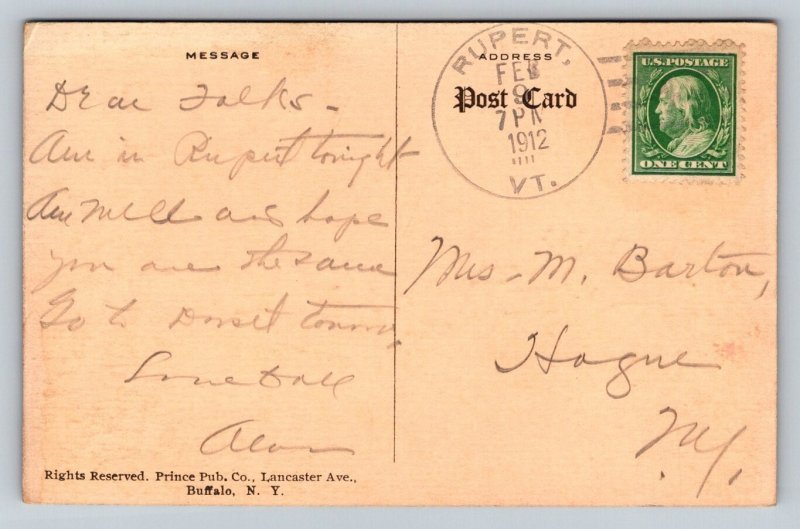 MESSAGE
Dear Folks -
Am in Rupert tonight
Am Well and hope
you are the same
Go to Dorset tomor.
Love to all
Rights Reserved. Prince Pub. Co., Lancaster Ave.,
Buffalo, N. Y.
ADDRESS
Post Card
RUPERT,
FEB
9
7 PM
1912
VT.
U.S. POSTAGE
ONE CENT
Mrs - M. Barton,
Hague
N.Y.